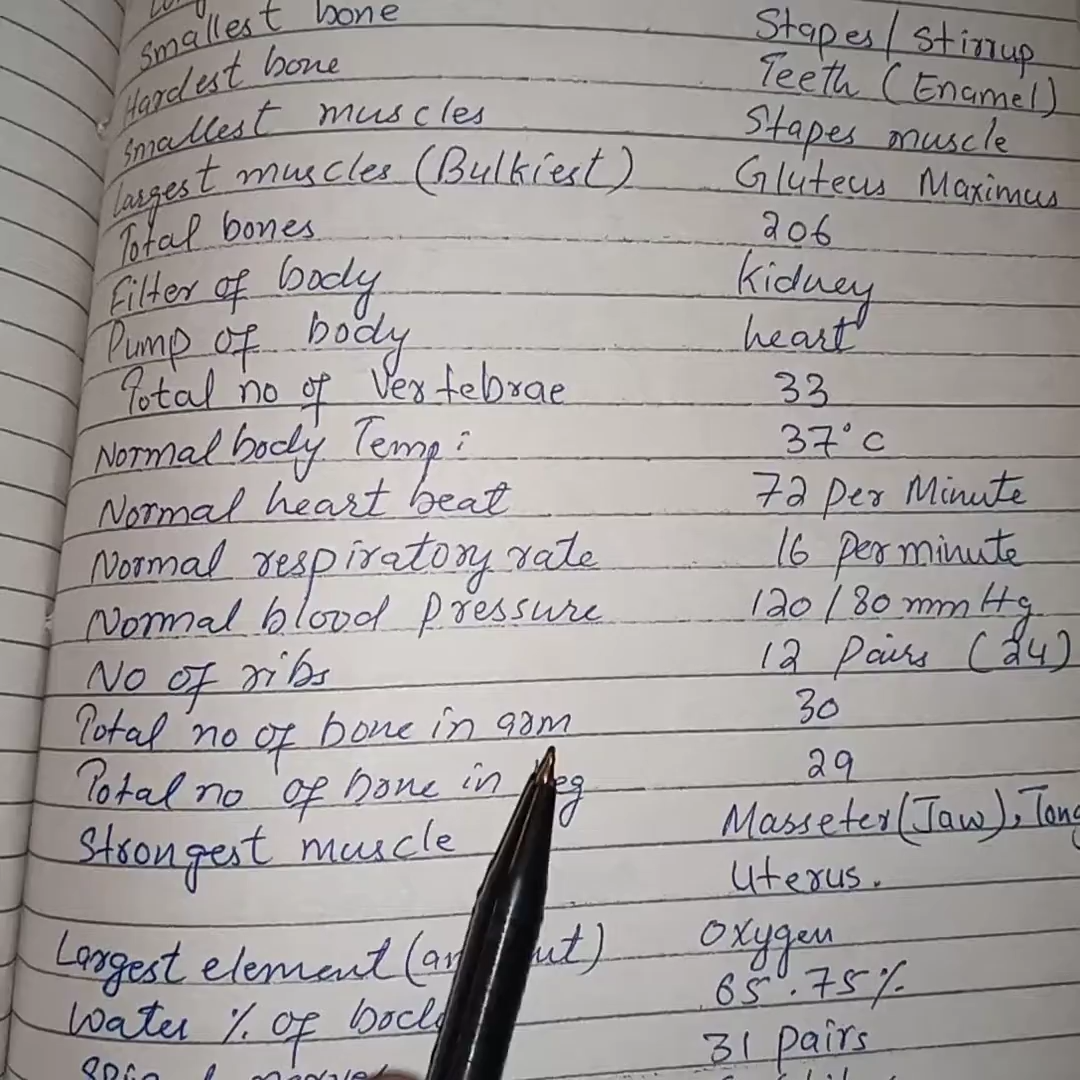 Smallest bone Stapes/Stirrup
Hardest bone Teeth (Enamel)
Smallest muscles Stapes muscle
Largest muscles (Bulkiest) Gluteus Maximus
Total bones 206
Filter of body kidney
Pump of body heart
Total no of Vertebrae 33
Normal body Temp: 37°C
Normal heart beat 72 Per Minute
Normal respiratory rate 16 Per minute
Normal blood pressure 120/80 mmHg
No of ribs 12 Pairs (24)
Total no of bone in arm 30
Total no of bone in leg 29
Strongest muscle Masseter (Jaw), Tong
Uterus.
Largest element ( Oxygen
Water % of body 65.75%
31 pairs